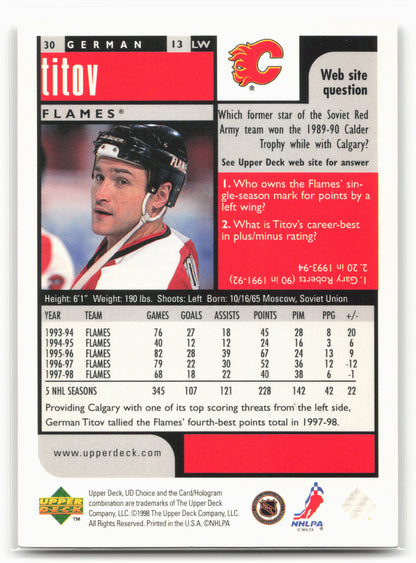 30 GERMAN 13 LW
titov
FLAMES®
Web site
question
Which former star of the Soviet Red
Army team won the 1989-90 Calder
Trophy while with Calgary?
See Upper Deck web site for answer
1. Who owns the Flames' sin-
gle-season mark for points by a
left wing?
2. What is Titov's career-best
in plus/minus rating?
1. Gary Roberts (90 in 1991-92)
2. 20 in 1993-94
FLAMES
Height: 6'1" Weight: 190 lbs. Shoots: Left Born: 10/16/65 Moscow, Soviet Union
YEAR TEAM GAMES GOALS ASSISTS POINTS PIM PPG +/-
1993-94 FLAMES 76 27 18 45 28 8 20
1994-95 FLAMES 40 12 12 24 16 3 6
1995-96 FLAMES 82 28 39 67 24 13 9
1996-97 FLAMES 79 22 30 52 36 12 -12
1997-98 FLAMES 68 18 22 40 38 6 -1
5 NHL SEASONS 345 107 121 228 142 42 22
Providing Calgary with one of its top scoring threats from the left side,
German Titov tallied the Flames' fourth-best points total in 1997-98.
www.upperdeck.com
UPPER
DECK™
Upper Deck, UD Choice and the Card/Hologram
combination are trademarks of The Upper Deck
Company, LLC. ©1998 The Upper Deck Company, LLC.
All Rights Reserved. Printed in the U.S.A. ©NHLPA
NHLPA
© NHLPA